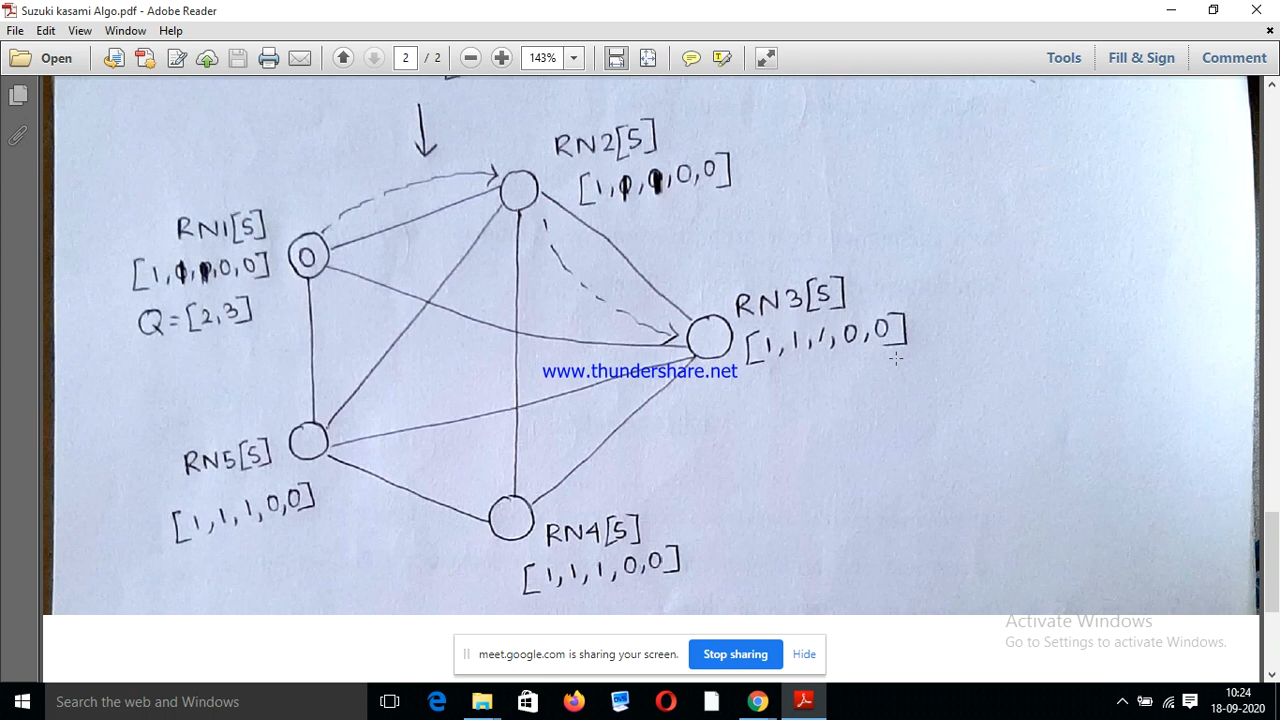 Suzuki kasami Algo.pdf - Adobe Reader
File Edit View Window Help
Open 2 / 2 143% Tools Fill & Sign Comment
RN2[5]
[1, 1, 1, 0, 0]
RN1[5]
[1, 1, 1, 0, 0]
Q = [2, 3]
RN3[5]
[1, 1, 1, 0, 0]
www.thundershare.net
RN5[5]
[1, 1, 1, 0, 0]
RN4[5]
[1, 1, 1, 0, 0]
Activate Windows
Go to Settings to activate Windows.
meet.google.com is sharing your screen. Stop sharing Hide
Search the web and Windows
10:24
18-09-2020